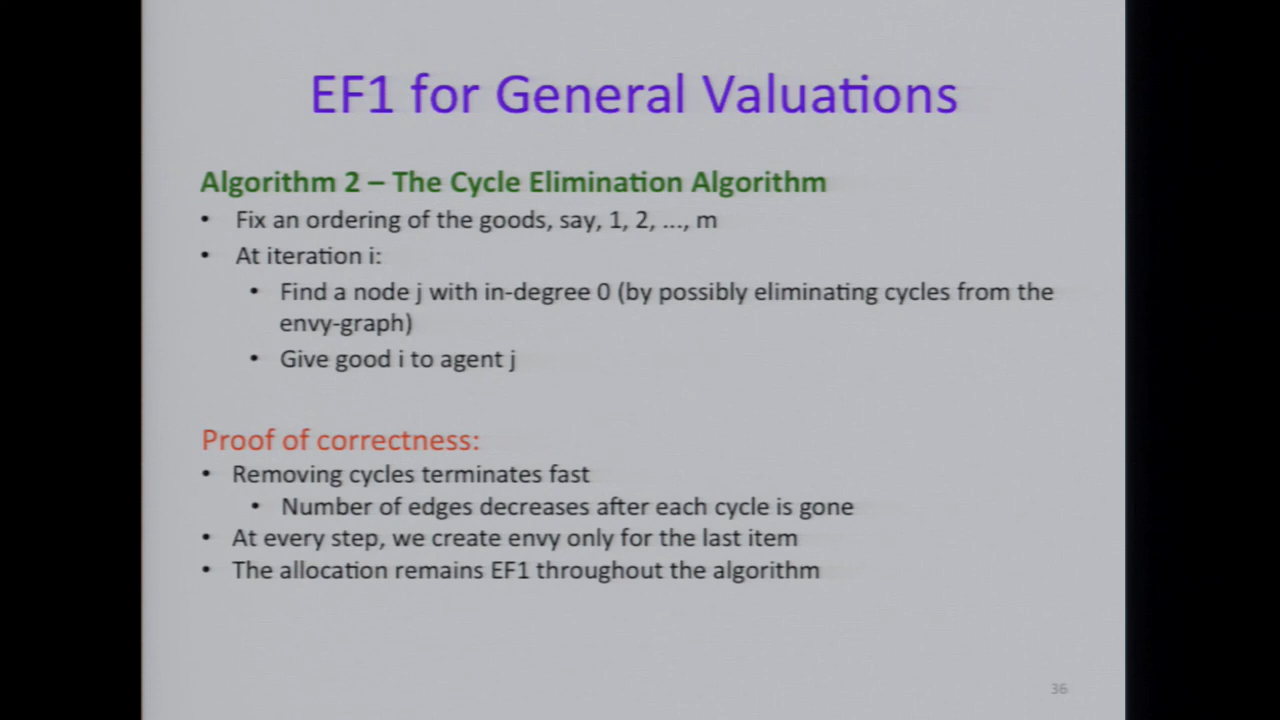 EF1 for General Valuations
Algorithm 2 – The Cycle Elimination Algorithm
• Fix an ordering of the goods, say, 1, 2, ..., m
• At iteration i:
• Find a node j with in-degree 0 (by possibly eliminating cycles from the
envy-graph)
• Give good i to agent j
Proof of correctness:
• Removing cycles terminates fast
• Number of edges decreases after each cycle is gone
• At every step, we create envy only for the last item
• The allocation remains EF1 throughout the algorithm
36